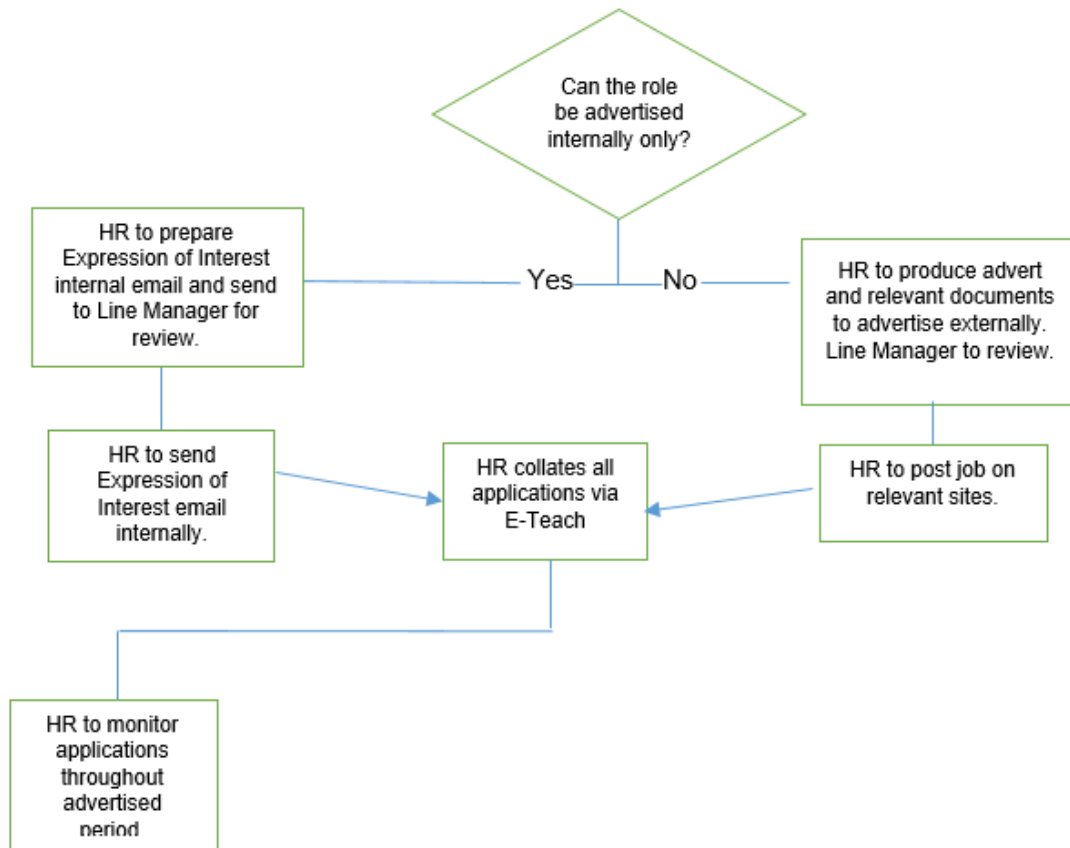 Can the role
be advertised
internally only?
Yes
No
HR to prepare
Expression of Interest
internal email and send
to Line Manager for
review.
HR to produce advert
and relevant documents
to advertise externally.
Line Manager to review.
HR to send
Expression of
Interest email
internally.
HR collates all
applications via
E-Teach
HR to post job on
relevant sites.
HR to monitor
applications
throughout
advertised
period